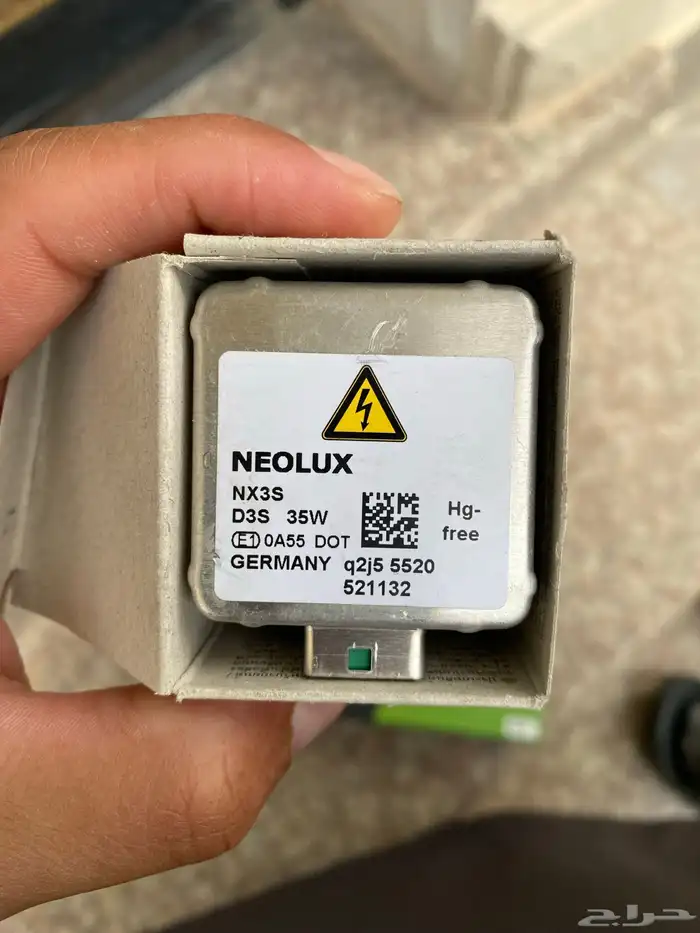 NEOLUX
NX3S
D3S 35W
Hg-
free
E1 0A55 DOT
GERMANY q2j5 5520
521132
حراج